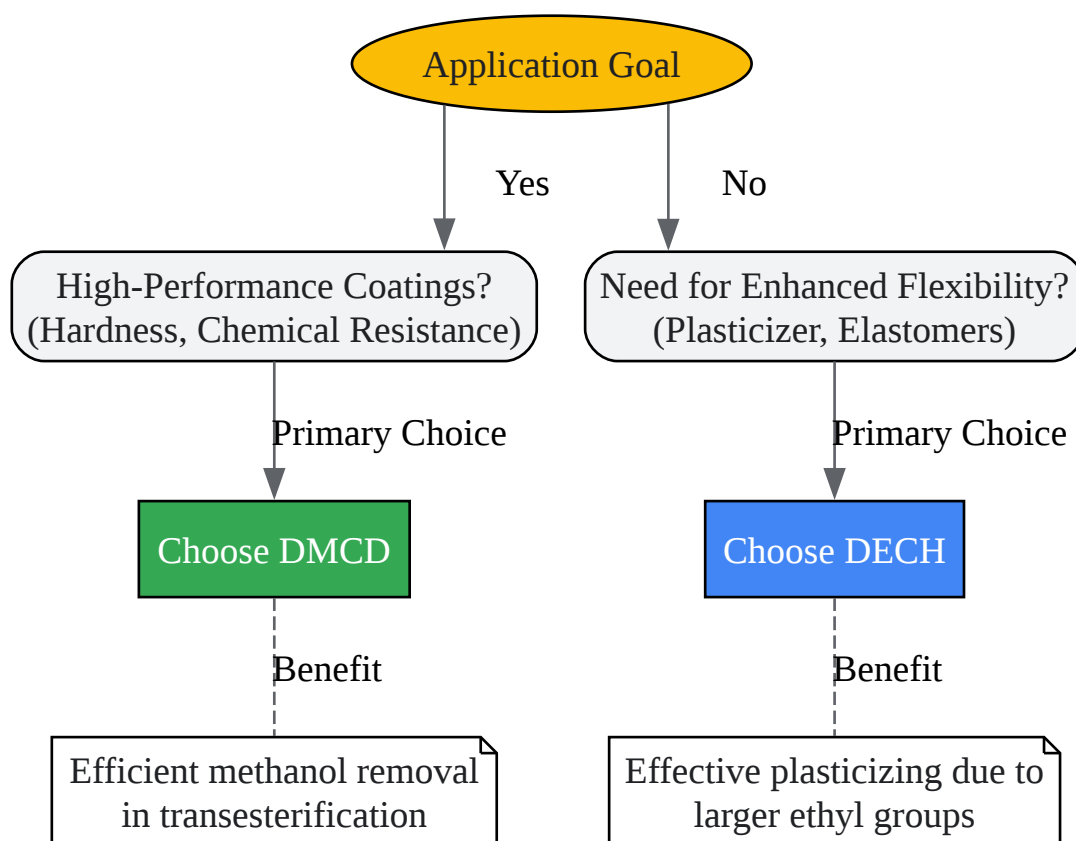 Application Goal
Yes
No
High-Performance Coatings?
(Hardness, Chemical Resistance)
Need for Enhanced Flexibility?
(Plasticizer, Elastomers)
Primary Choice
Primary Choice
Choose DMCD
Choose DECH
Benefit
Benefit
Efficient methanol removal
in transesterification
Effective plasticizing due to
larger ethyl groups